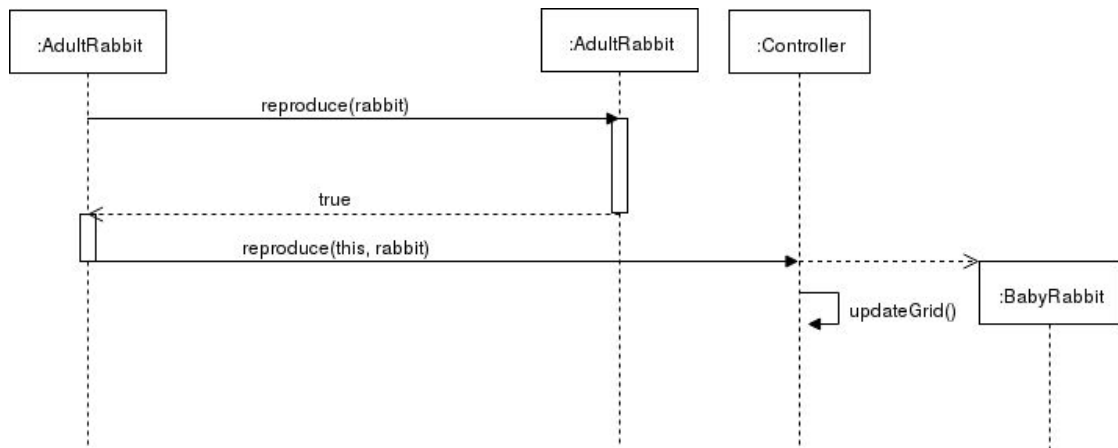 :AdultRabbit
:AdultRabbit
:Controller
reproduce(rabbit)
true
reproduce(this, rabbit)
:BabyRabbit
updateGrid()